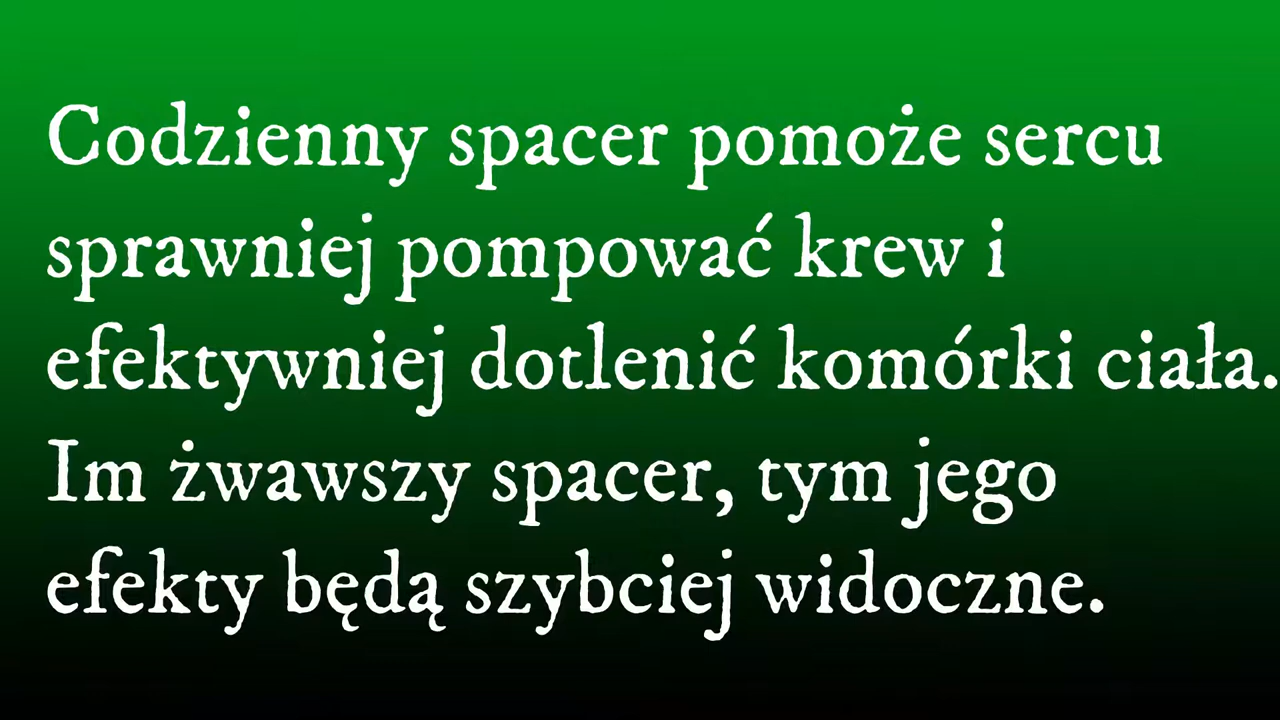 Codzienny spacer pomoże sercu
sprawniej pompować krew i
efektywniej dotlenić komórki ciała.
Im żwawszy spacer, tym jego
efekty będą szybciej widoczne.